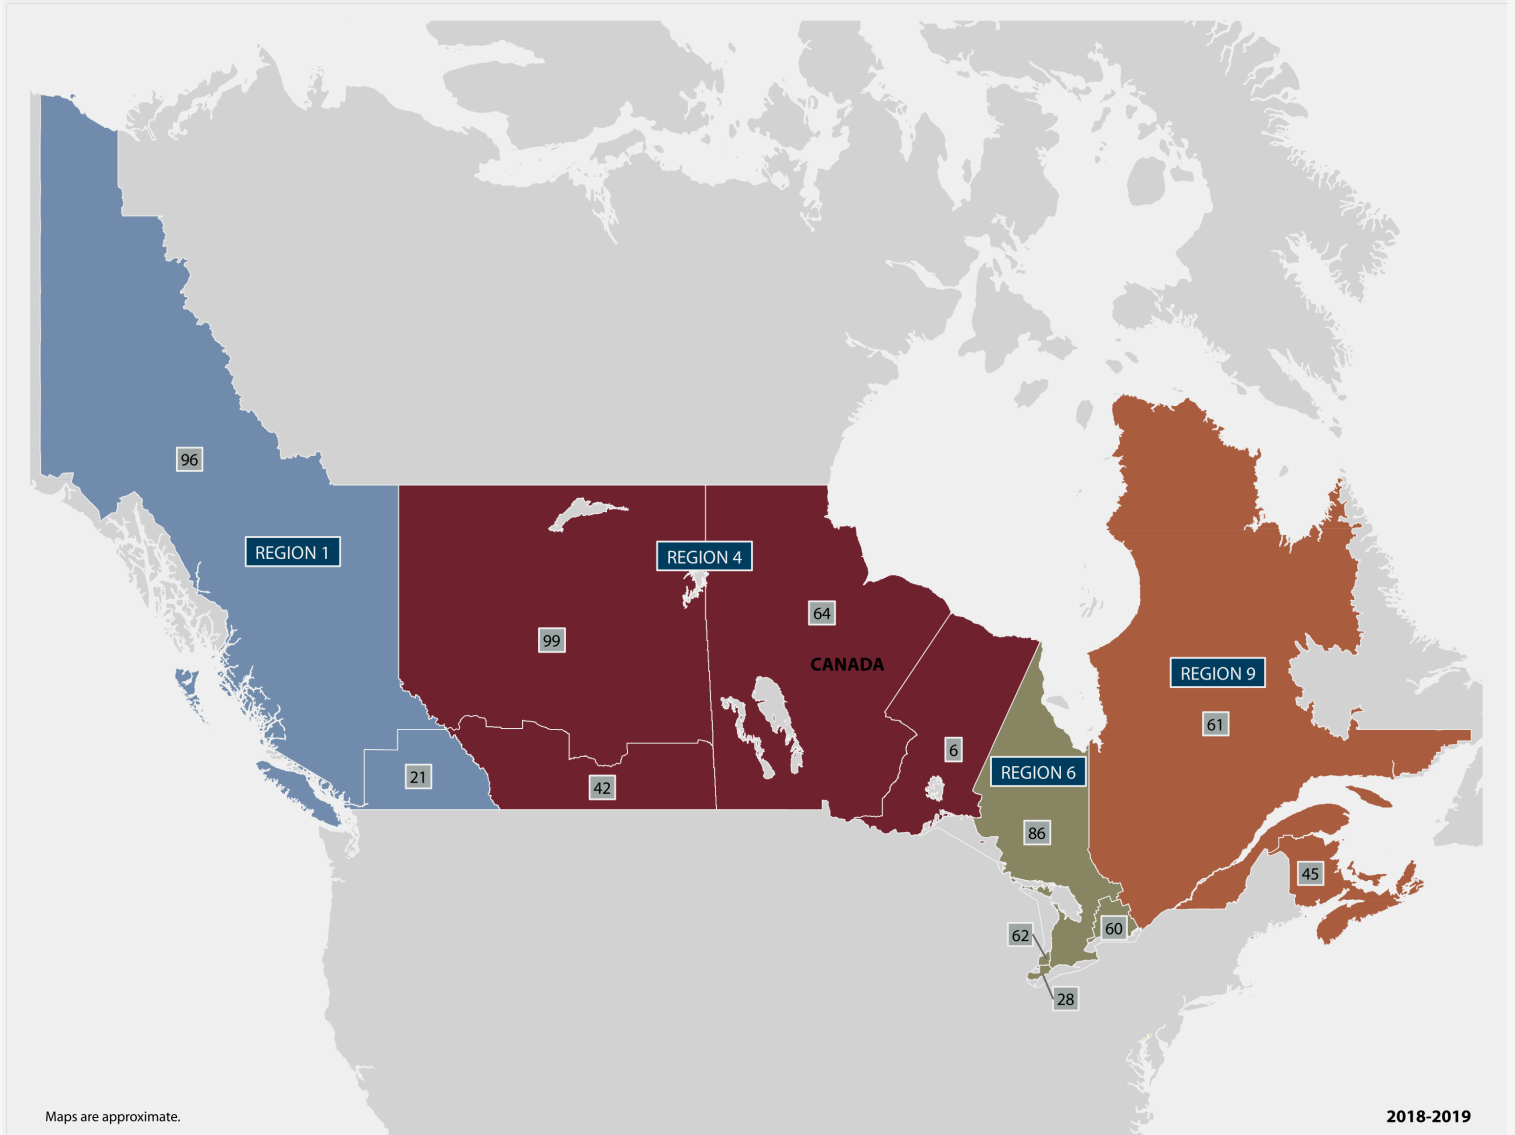 96
REGION 1
REGION 4
64
99
CANADA
REGION 9
61
6
REGION 6
21
42
86
45
62
60
28
Maps are approximate.
2018-2019